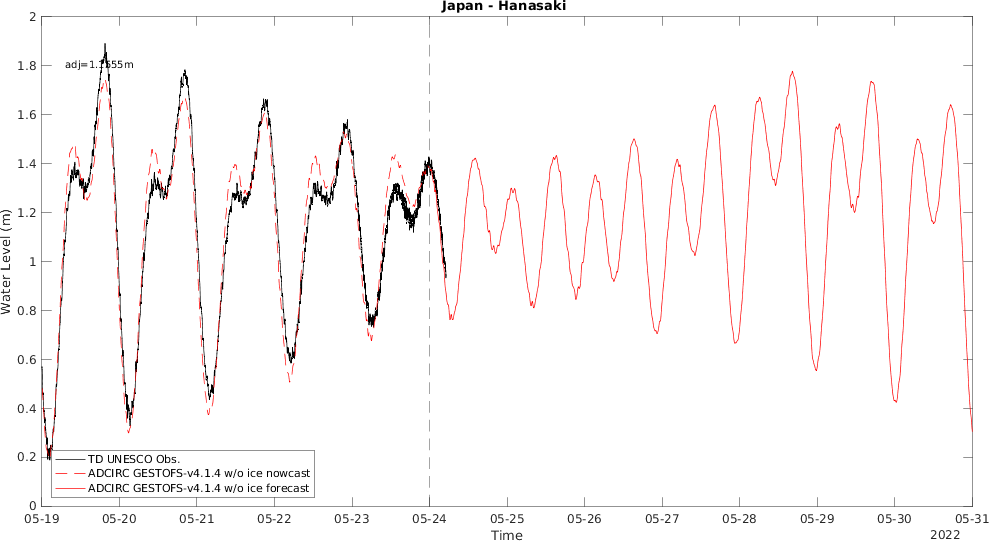 Japan - Hanasaki
2
1.8
1.6
1.4
1.2
1
0.8
0.6
0.4
0.2
0
Water Level (m)
TD UNESCO Obs.
ADCIRC GESTOFS-v4.1.4 w/o ice nowcast
ADCIRC GESTOFS-v4.1.4 w/o ice forecast
05-19 05-20 05-21 05-22 05-23 05-24 05-25 05-26 05-27 05-28 05-29 05-30 05-31
Time
2022